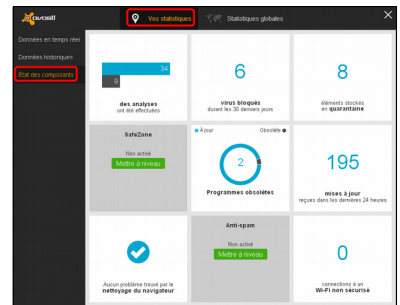 avast!
Vos statistiques
Statistiques globales
Données en temps réel
Données historiques
État des composants
34
9
des analyses
ont été effectuées
6
virus bloqués
durant les 30 derniers jours
8
éléments stockés
en quarantaine
SafeZone
Non activé
Mettre à niveau
À jour
Obsolète
2
Programmes obsolètes
195
mises à jour
reçues dans les dernières 24 heures
Aucun problème trouvé par le
nettoyage du navigateur
Anti-spam
Non activé
Mettre à niveau
0
connections à un
Wi-Fi non sécurisé